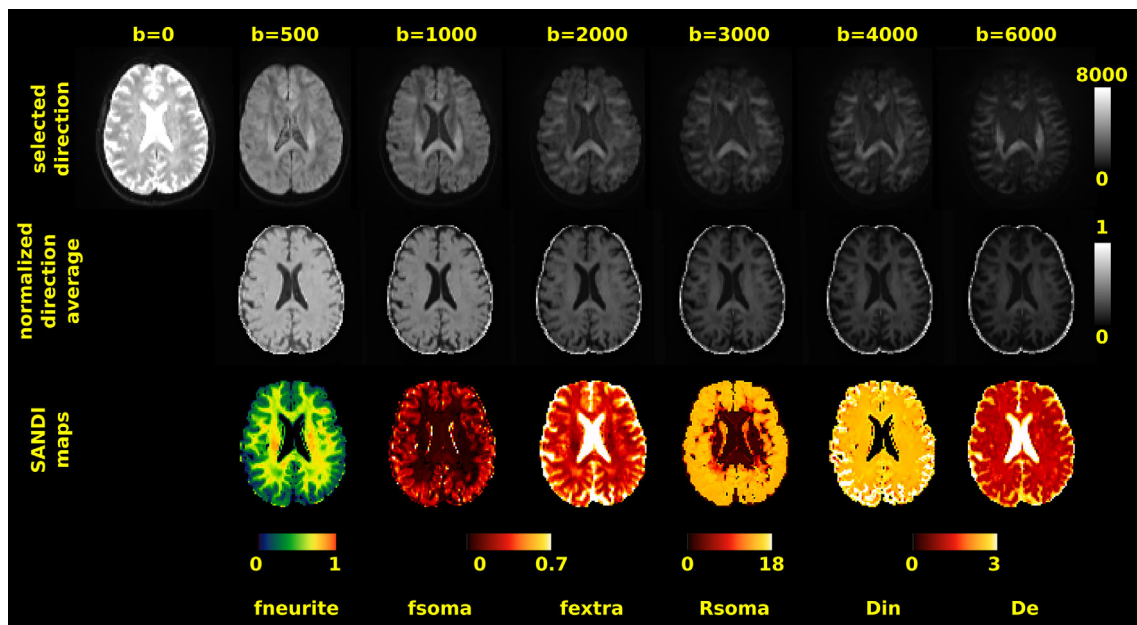 b=0 b=500 b=1000 b=2000 b=3000 b=4000 b=6000
selected
direction
8000
0
normalized
direction
average
1
0
SANDI
maps
0 1 0 0.7 0 18 0 3
fneurite fsoma fextra Rsoma Din De